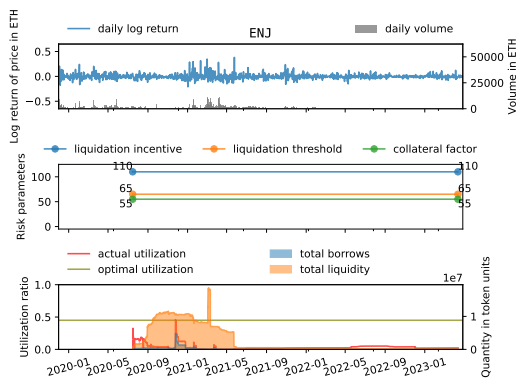 ENJ
daily log return
daily volume
Log return of price in ETH
0.5
0.0
−0.5
50000
25000
0
Volume in ETH
liquidation incentive
liquidation threshold
collateral factor
Risk parameters
100
50
0
110
110
65
65
55
55
actual utilization
total borrows
optimal utilization
total liquidity
1e7
Utilization ratio
1.0
0.5
0.0
1
0
Quantity in token units
2020-01
2020-05
2020-09
2021-01
2021-05
2021-09
2022-01
2022-05
2022-09
2023-01